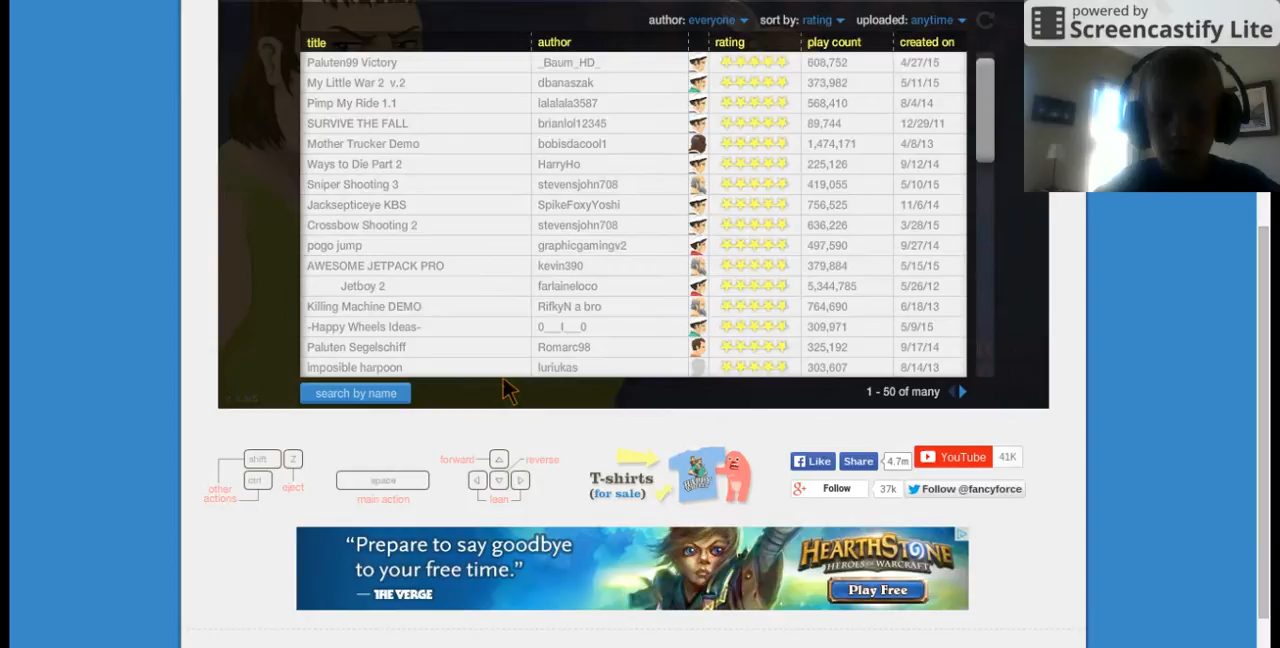 powered by
Screencastify Lite
author: everyone sort by: rating uploaded: anytime
title author rating play count created on
Paluten99 Victory _Baum_HD_ 608,752 4/27/15
My Little War 2 v.2 dbanaszak 373,982 5/11/15
Pimp My Ride 1.1 lalalala3587 568,410 8/4/14
SURVIVE THE FALL brianlol12345 89,744 12/29/11
Mother Trucker Demo bobisdacool1 1,474,171 4/8/13
Ways to Die Part 2 HarryHo 225,126 9/12/14
Sniper Shooting 3 stevensjohn708 419,055 5/10/15
Jacksepticeye KBS SpikeFoxyYoshi 756,525 11/6/14
Crossbow Shooting 2 stevensjohn708 636,226 3/28/15
pogo jump graphicgamingv2 497,590 9/27/14
AWESOME JETPACK PRO kevin390 379,884 5/15/15
Jetboy 2 farlaineloco 5,344,785 5/26/12
Killing Machine DEMO RifkyN a bro 764,690 6/18/13
-Happy Wheels Ideas- 0__I__0 309,971 5/9/15
Paluten Segelschiff Romarc98 325,192 9/17/14
imposible harpoon luriukas 303,607 8/14/13
search by name 1 - 50 of many
shift Z
ctrl
other actions
eject
space
main action
forward reverse
lean
T-shirts
(for sale)
Like Share 4.7m YouTube 41K
Follow 37k Follow @fancyforce
"Prepare to say goodbye
to your free time."
— THE VERGE
HEARTHSTONE
HEROES OF WARCRAFT
Play Free